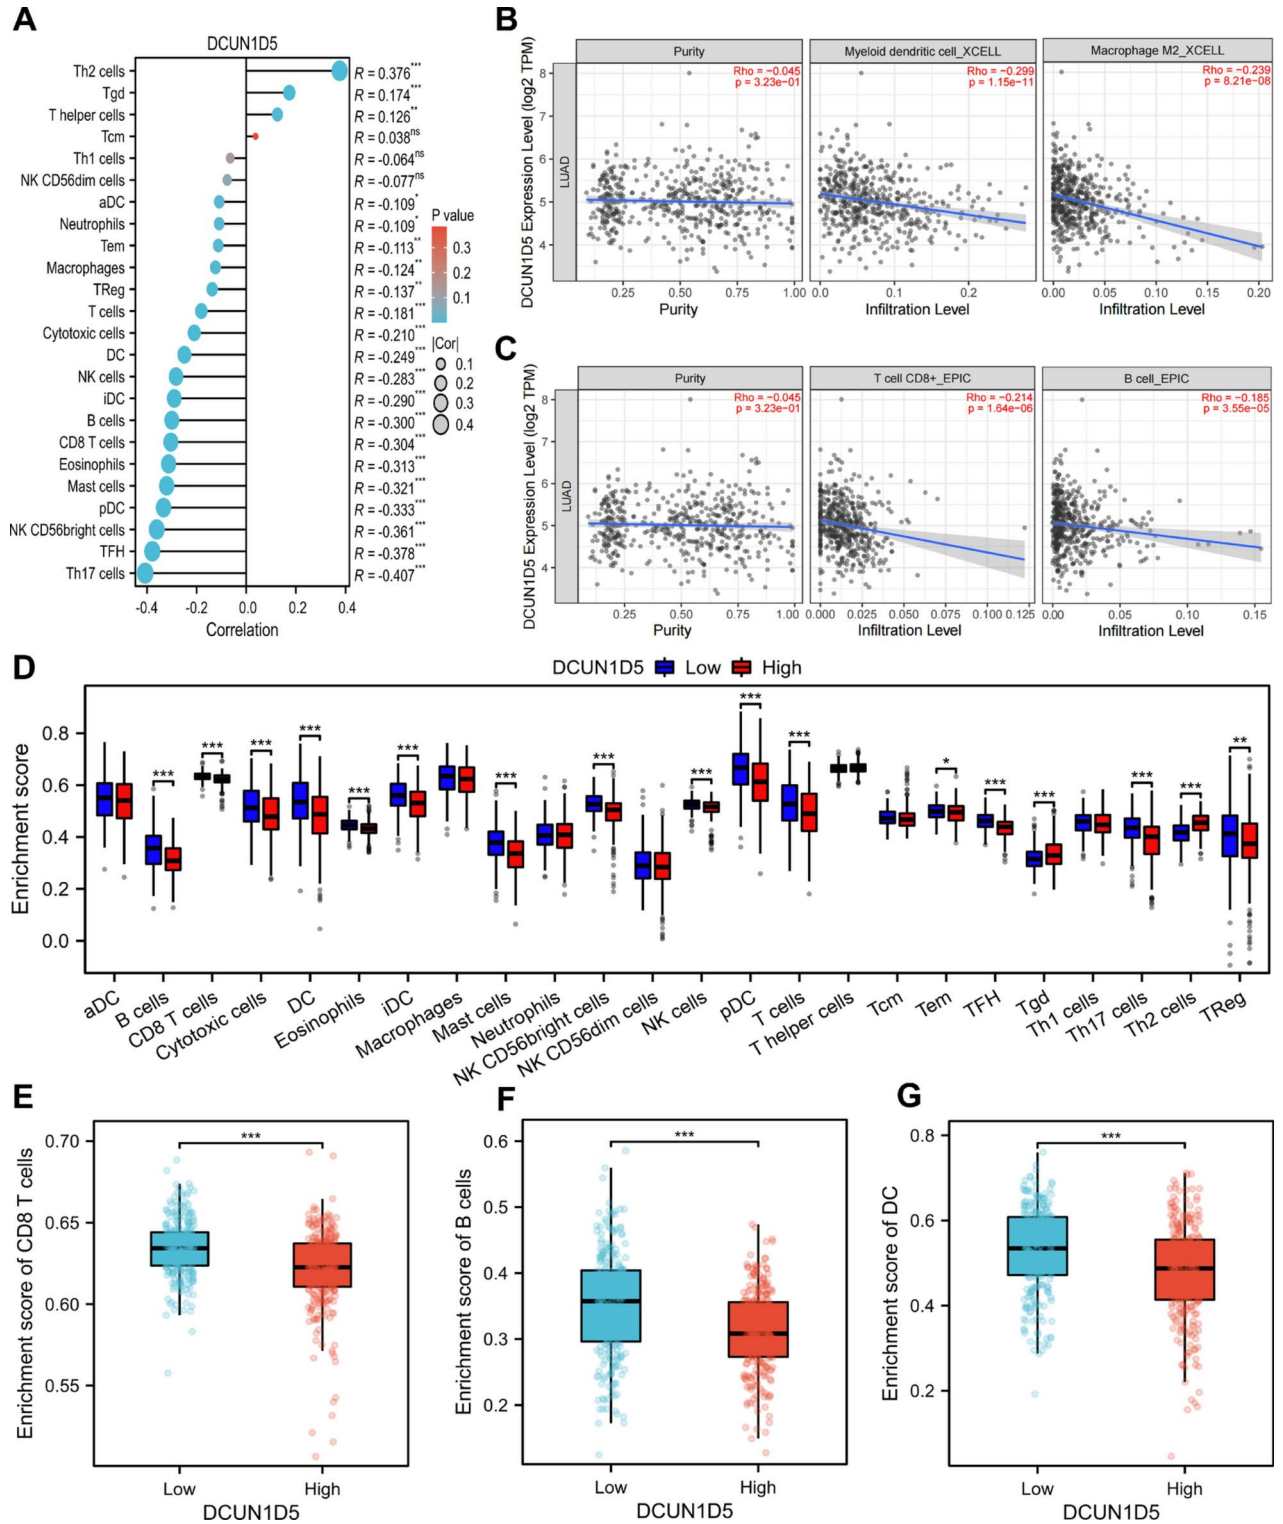 A
DCUN1D5
Th2 cells R = 0.376***
Tgd R = 0.174***
T helper cells R = 0.126**
Tcm R = 0.038ns
Th1 cells R = -0.064ns
NK CD56dim cells R = -0.077ns
aDC R = -0.109*
Neutrophils R = -0.109*
Tem R = -0.113**
Macrophages R = -0.124**
TReg R = -0.137**
T cells R = -0.181***
Cytotoxic cells R = -0.210***
DC R = -0.249***
NK cells R = -0.283***
iDC R = -0.290***
B cells R = -0.300***
CD8 T cells R = -0.304***
Eosinophils R = -0.313***
Mast cells R = -0.321***
pDC R = -0.333***
NK CD56bright cells R = -0.361***
TFH R = -0.378***
Th17 cells R = -0.407***
-0.4 -0.2 0.0 0.2 0.4
Correlation
P value
0.3
0.2
0.1
|Cor|
0.1
0.2
0.3
0.4
B
DCUN1D5 Expression Level (log2 TPM)
LUAD
Purity Myeloid dendritic cell_XCELL Macrophage M2_XCELL
Rho = −0.045 Rho = −0.299 Rho = −0.239
p = 3.23e−01 p = 1.15e−11 p = 8.21e−08
8
7
6
5
4
0.25 0.50 0.75 1.00 0.0 0.1 0.2 0.00 0.05 0.10 0.15 0.20
Purity Infiltration Level Infiltration Level
C
DCUN1D5 Expression Level (log2 TPM)
LUAD
Purity T cell CD8+_EPIC B cell_EPIC
Rho = −0.045 Rho = −0.214 Rho = −0.185
p = 3.23e−01 p = 1.64e−06 p = 3.55e−05
8
7
6
5
4
0.25 0.50 0.75 1.00 0.000 0.025 0.050 0.075 0.100 0.125 0.00 0.05 0.10 0.15
Purity Infiltration Level Infiltration Level
D
DCUN1D5 Low High
Enrichment score
0.8
0.6
0.4
0.2
0.0
*** *** *** *** *** *** *** *** *** *** *** * *** *** *** *** **
aDC
B cells
CD8 T cells
Cytotoxic cells
DC
Eosinophils
iDC
Macrophages
Mast cells
Neutrophils
NK CD56bright cells
NK CD56dim cells
NK cells
pDC
T cells
T helper cells
Tcm
Tem
TFH
Tgd
Th1 cells
Th17 cells
Th2 cells
TReg
E
Enrichment score of CD8 T cells
0.70
0.65
0.60
0.55
***
Low High
DCUN1D5
F
Enrichment score of B cells
0.6
0.5
0.4
0.3
0.2
***
Low High
DCUN1D5
G
Enrichment score of DC
0.8
0.6
0.4
0.2
***
Low High
DCUN1D5